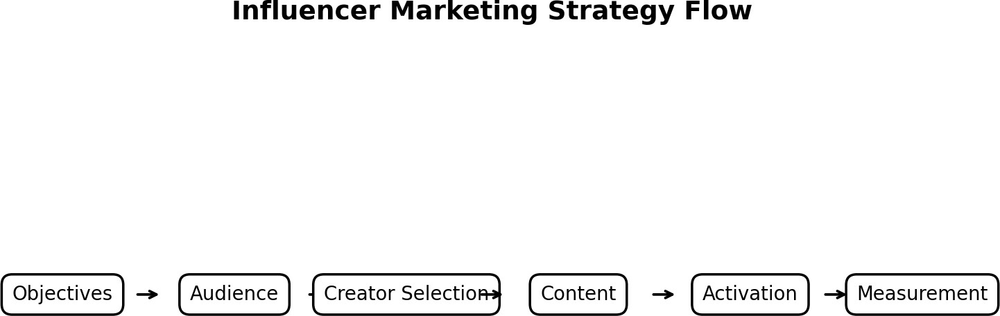 Influencer Marketing Strategy Flow
Objectives Audience Creator Selection Content Activation Measurement